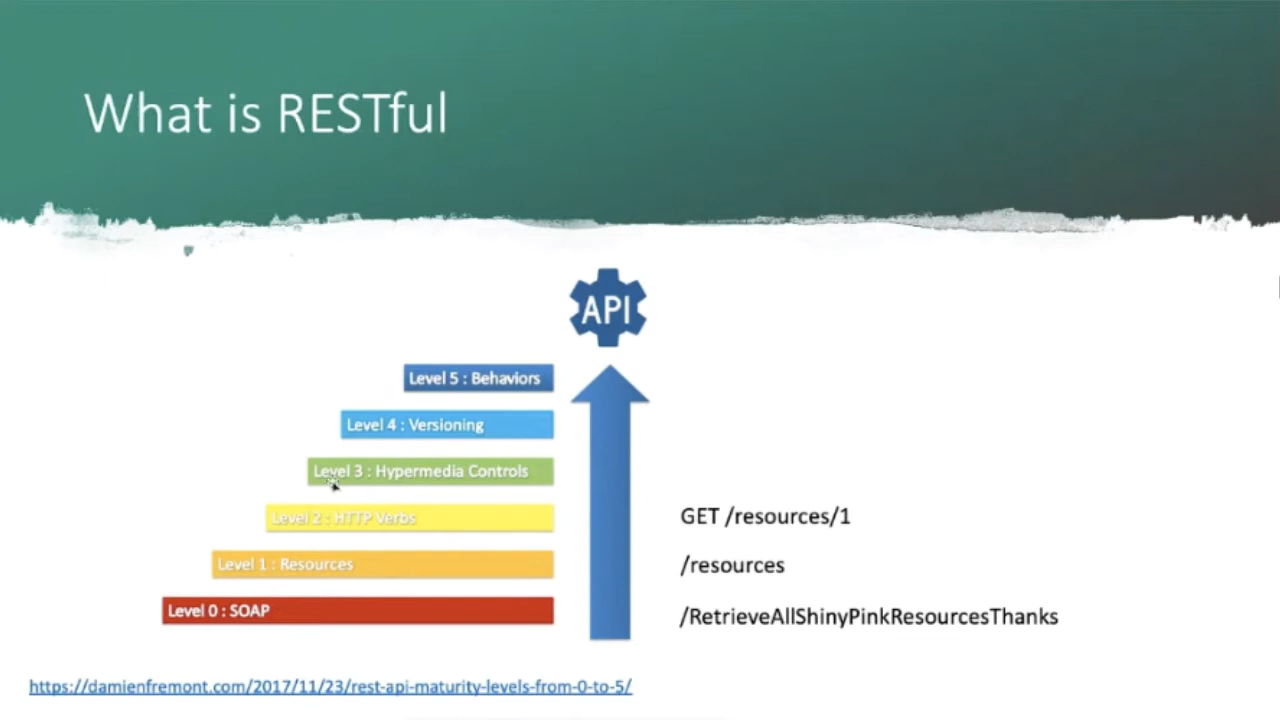 What is RESTful
API
Level 5 : Behaviors
Level 4 : Versioning
Level 3 : Hypermedia Controls
Level 2 : HTTP Verbs
GET /resources/1
Level 1 : Resources
/resources
Level 0 : SOAP
/RetrieveAllShinyPinkResourcesThanks
https://damienfremont.com/2017/11/23/rest-api-maturity-levels-from-0-to-5/